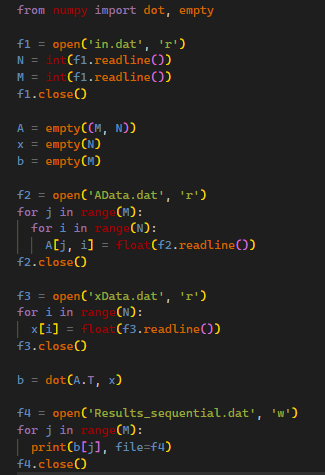 from numpy import dot, empty
f1 = open('in.dat', 'r')
N = int(f1.readline())
M = int(f1.readline())
f1.close()
A = empty((M, N))
x = empty(N)
b = empty(M)
f2 = open('AData.dat', 'r')
for j in range(M):
  for i in range(N):
    A[j, i] = float(f2.readline())
f2.close()
f3 = open('xData.dat', 'r')
for i in range(N):
  x[i] = float(f3.readline())
f3.close()
b = dot(A.T, x)
f4 = open('Results_sequential.dat', 'w')
for j in range(M):
  print(b[j], file=f4)
f4.close()